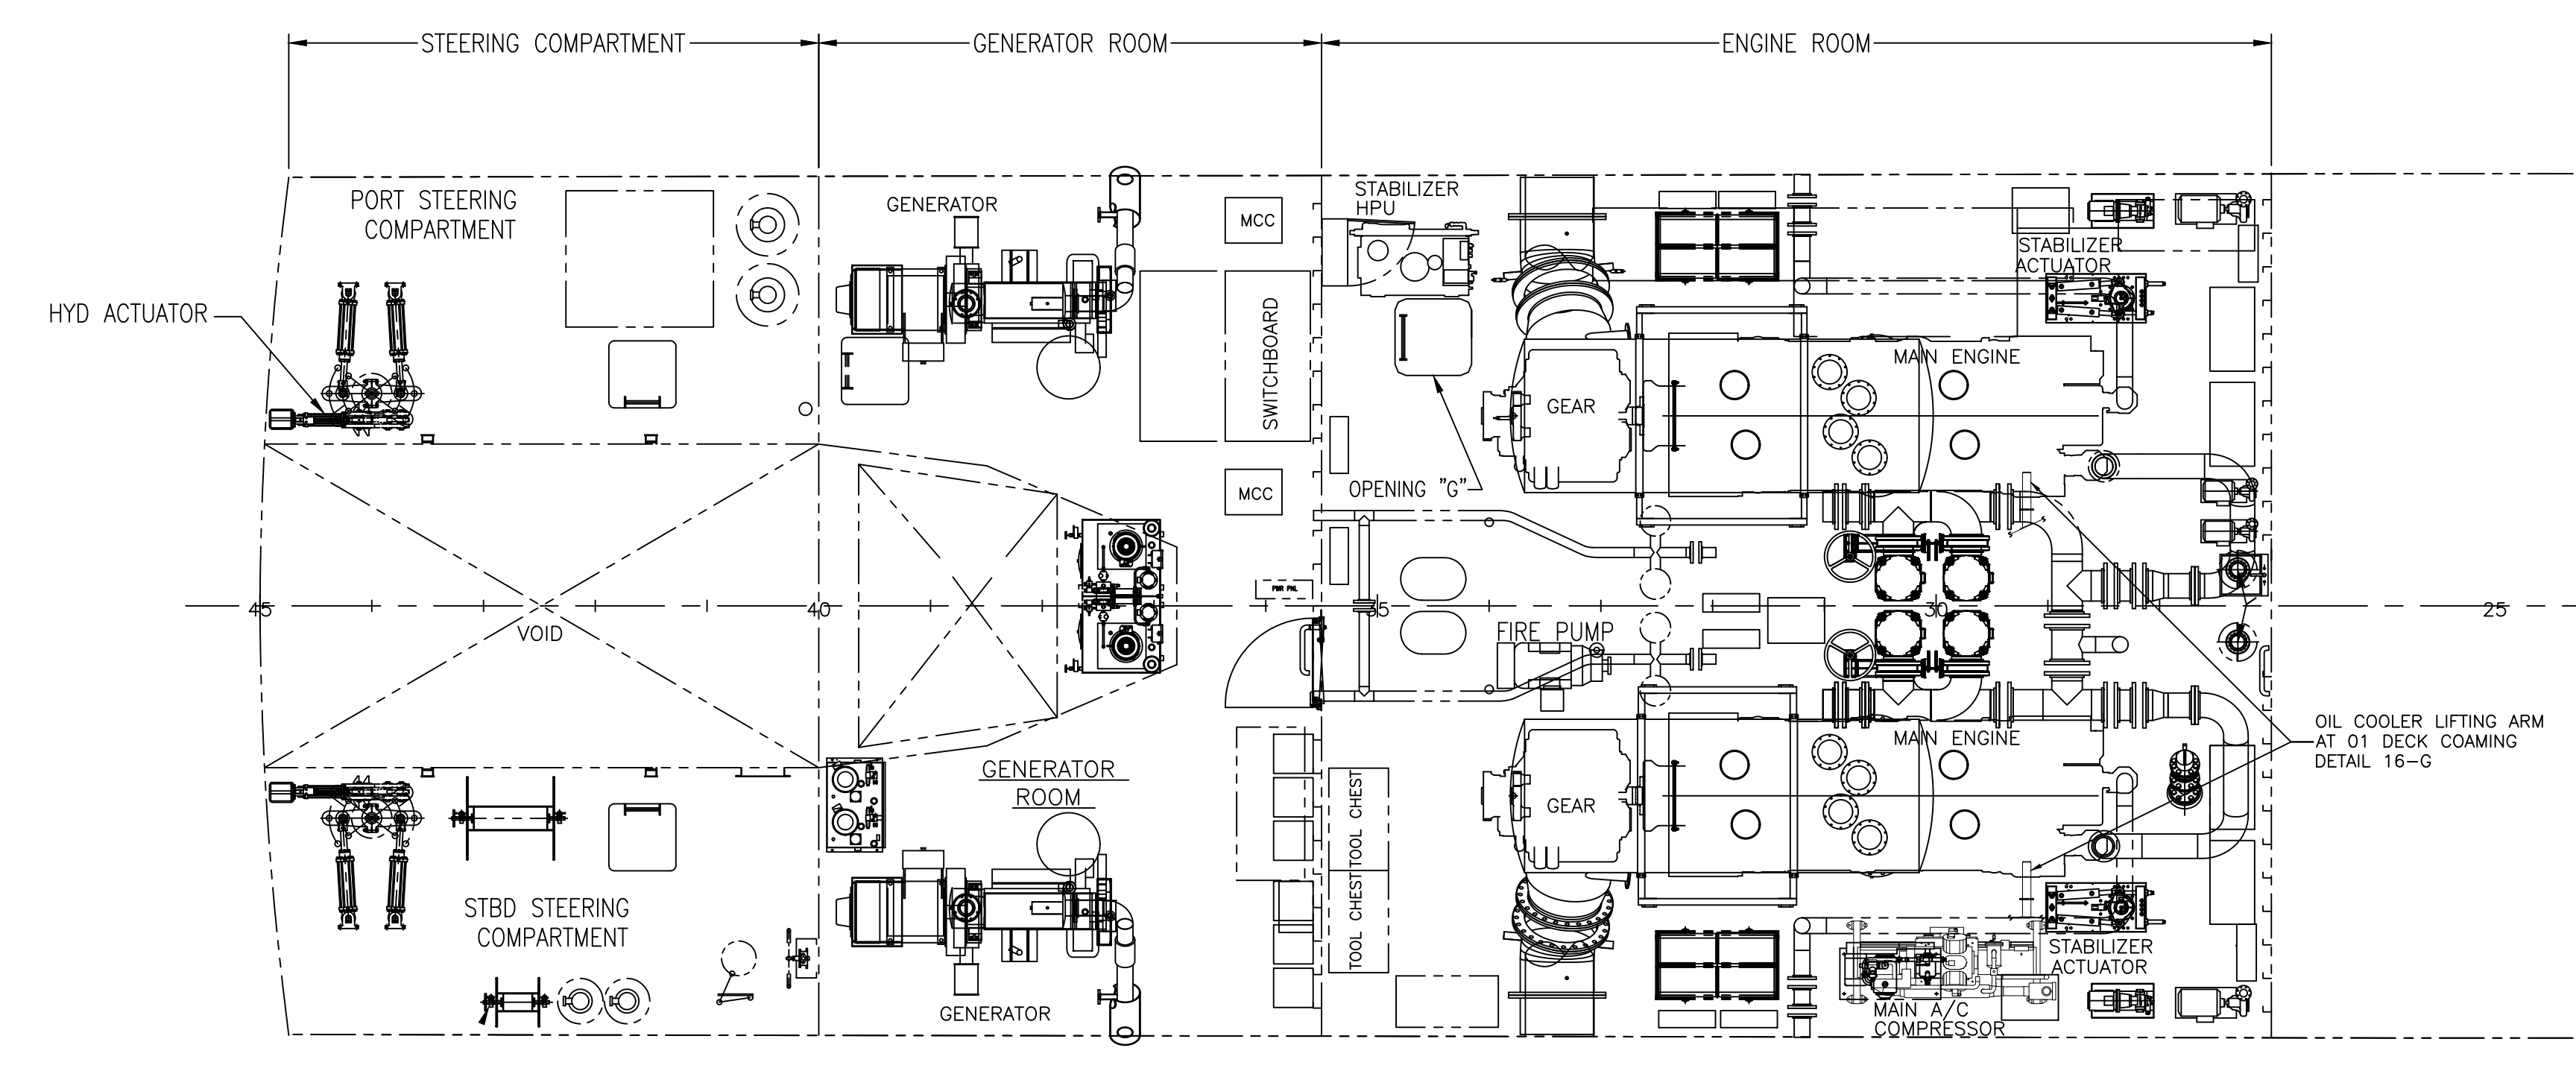 STEERING COMPARTMENT
GENERATOR ROOM
ENGINE ROOM
PORT STEERING
COMPARTMENT
GENERATOR
MCC
STABILIZER
HPU
STABILIZER
ACTUATOR
HYD ACTUATOR
SWITCHBOARD
MAIN ENGINE
GEAR
OPENING "G"
MCC
PWR PNL
45
40
35
30
25
VOID
FIRE PUMP
OIL COOLER LIFTING ARM
AT 01 DECK COAMING
DETAIL 16-G
MAIN ENGINE
GENERATOR
ROOM
TOOL CHEST
TOOL CHEST
GEAR
STBD STEERING
COMPARTMENT
STABILIZER
ACTUATOR
GENERATOR
MAIN A/C
COMPRESSOR